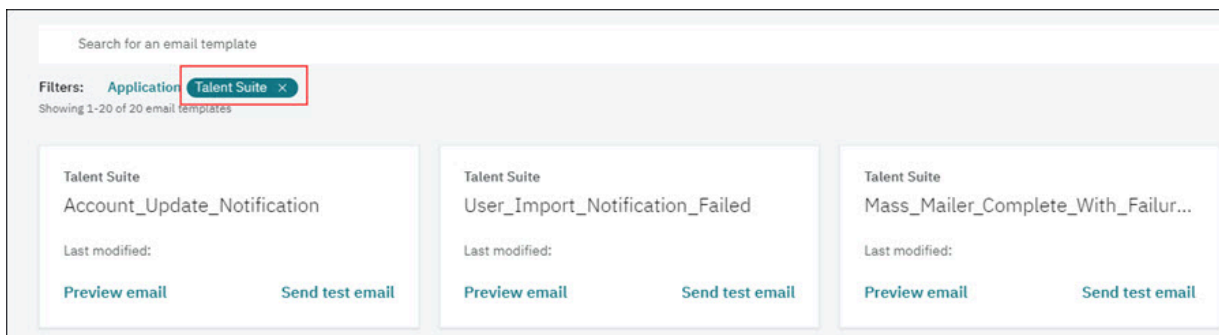 Search for an email template
Filters: Application Talent Suite ×
Showing 1-20 of 20 email templates
Talent Suite
Account_Update_Notification
Last modified:
Preview email Send test email
Talent Suite
User_Import_Notification_Failed
Last modified:
Preview email Send test email
Talent Suite
Mass_Mailer_Complete_With_Failur...
Last modified:
Preview email Send test email